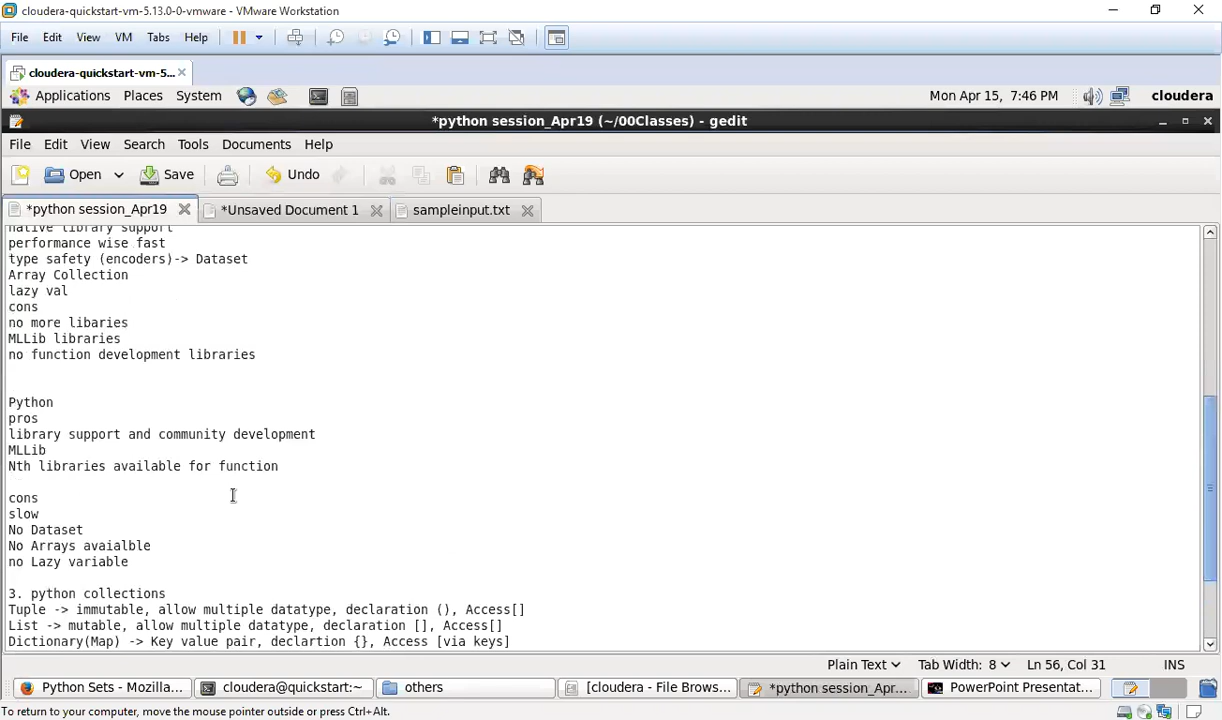 cloudera-quickstart-vm-5.13.0-0-vmware - VMware Workstation
File Edit View VM Tabs Help
cloudera-quickstart-vm-5...
Applications Places System Mon Apr 15, 7:46 PM cloudera
*python session_Apr19 (~/00Classes) - gedit
File Edit View Search Tools Documents Help
Open Save Undo
*python session_Apr19 *Unsaved Document 1 sampleinput.txt
native library support
performance wise fast
type safety (encoders)-> Dataset
Array Collection
lazy val
cons
no more libaries
MLLib libraries
no function development libraries
Python
pros
library support and community development
MLLib
Nth libraries available for function
cons
slow
No Dataset
No Arrays avaialble
no Lazy variable
3. python collections
Tuple -> immutable, allow multiple datatype, declaration (), Access[]
List -> mutable, allow multiple datatype, declaration [], Access[]
Dictionary(Map) -> Key value pair, declartion {}, Access [via keys]
Plain Text Tab Width: 8 Ln 56, Col 31 INS
Python Sets - Mozilla... cloudera@quickstart:~ others [cloudera - File Brows... *python session_Apr... PowerPoint Presentat...
To return to your computer, move the mouse pointer outside or press Ctrl+Alt.